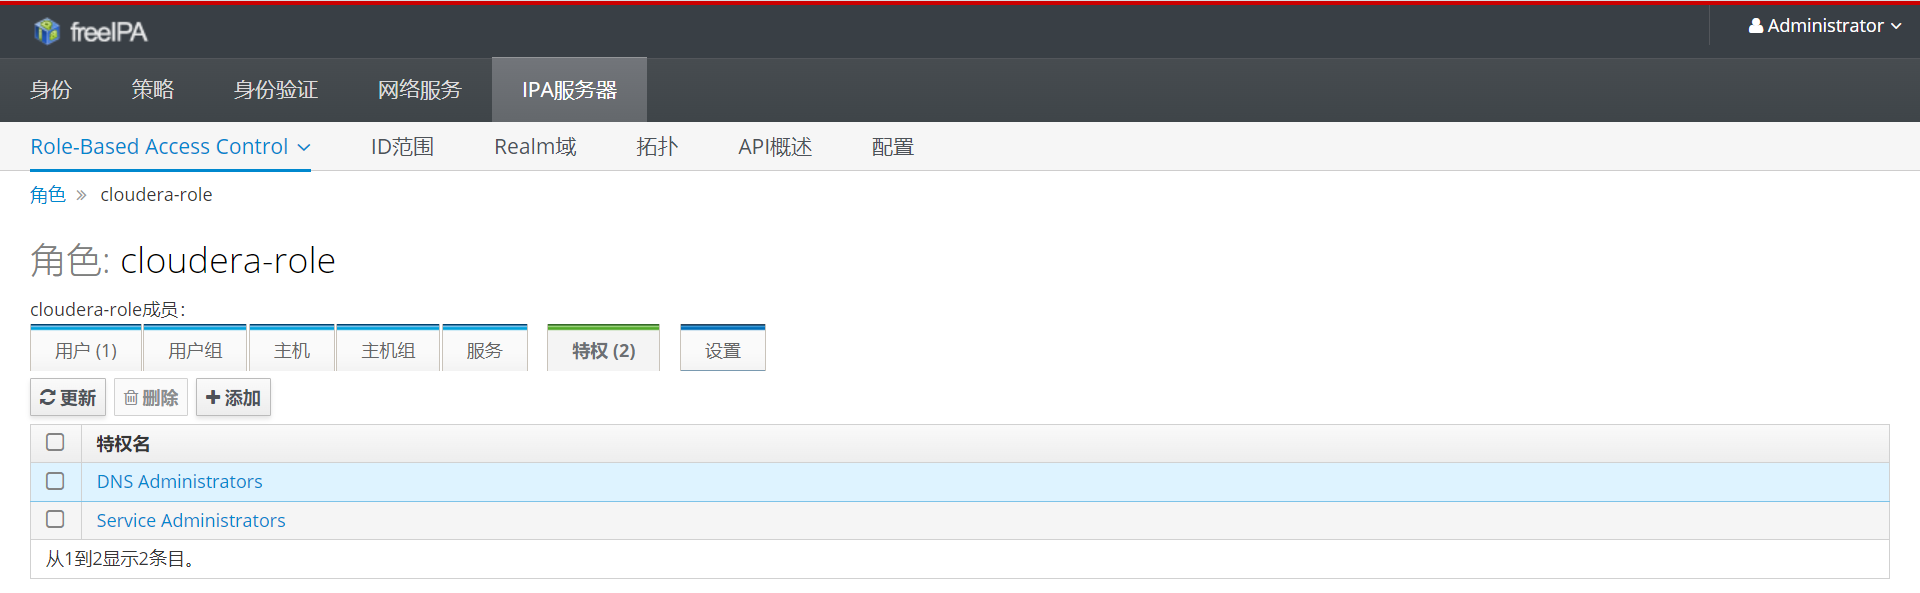 freeIPA
Administrator
身份 策略 身份验证 网络服务 IPA服务器
Role-Based Access Control ID范围 Realm域 拓扑 API概述 配置
角色 » cloudera-role
角色: cloudera-role
cloudera-role成员：
用户 (1) 用户组 主机 主机组 服务 特权 (2) 设置
更新 删除 添加
特权名
DNS Administrators
Service Administrators
从1到2显示2条目。